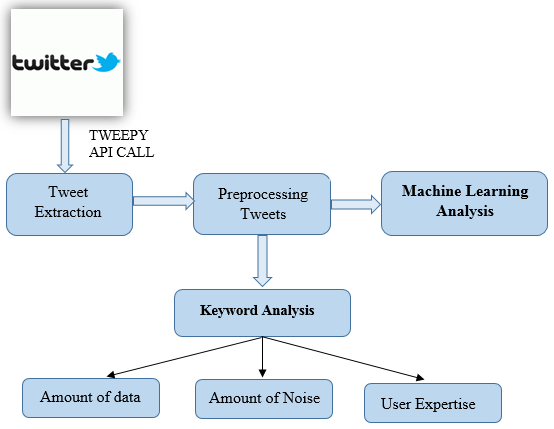 twitter
TWEEPY
API CALL
Tweet
Extraction
Preprocessing
Tweets
Machine Learning
Analysis
Keyword Analysis
Amount of data
Amount of Noise
User Expertise